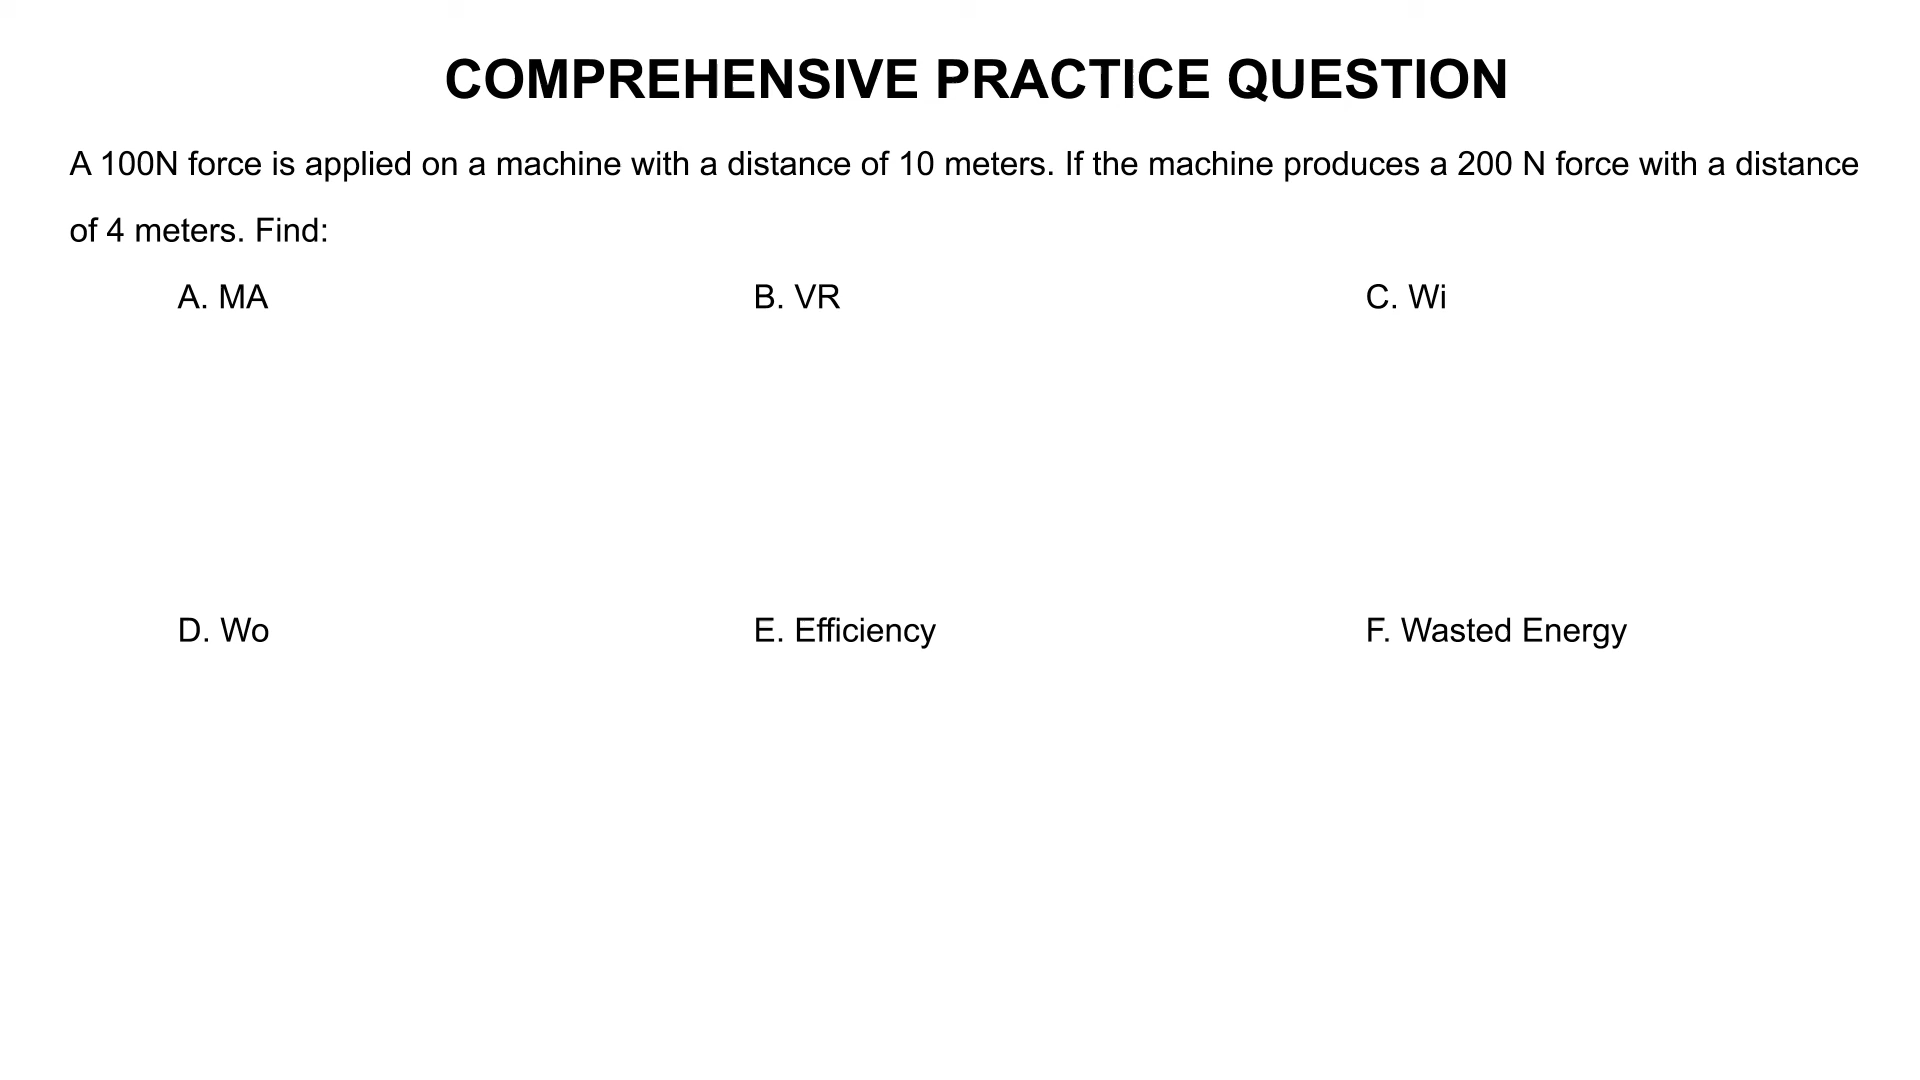 COMPREHENSIVE PRACTICE QUESTION
A 100N force is applied on a machine with a distance of 10 meters. If the machine produces a 200 N force with a distance
of 4 meters. Find:
A. MA B. VR C. Wi
D. Wo E. Efficiency F. Wasted Energy